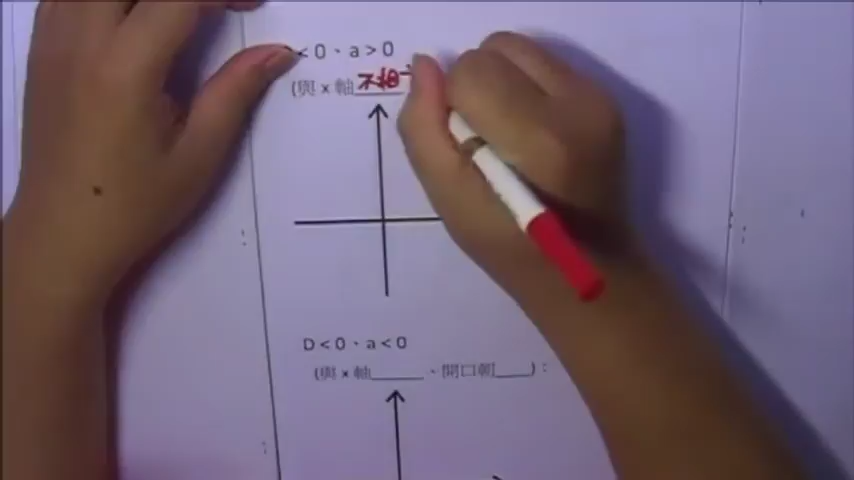 < 0、a > 0
(與 x 軸不相
D < 0、a < 0
(與 x 軸______、開口朝____)：